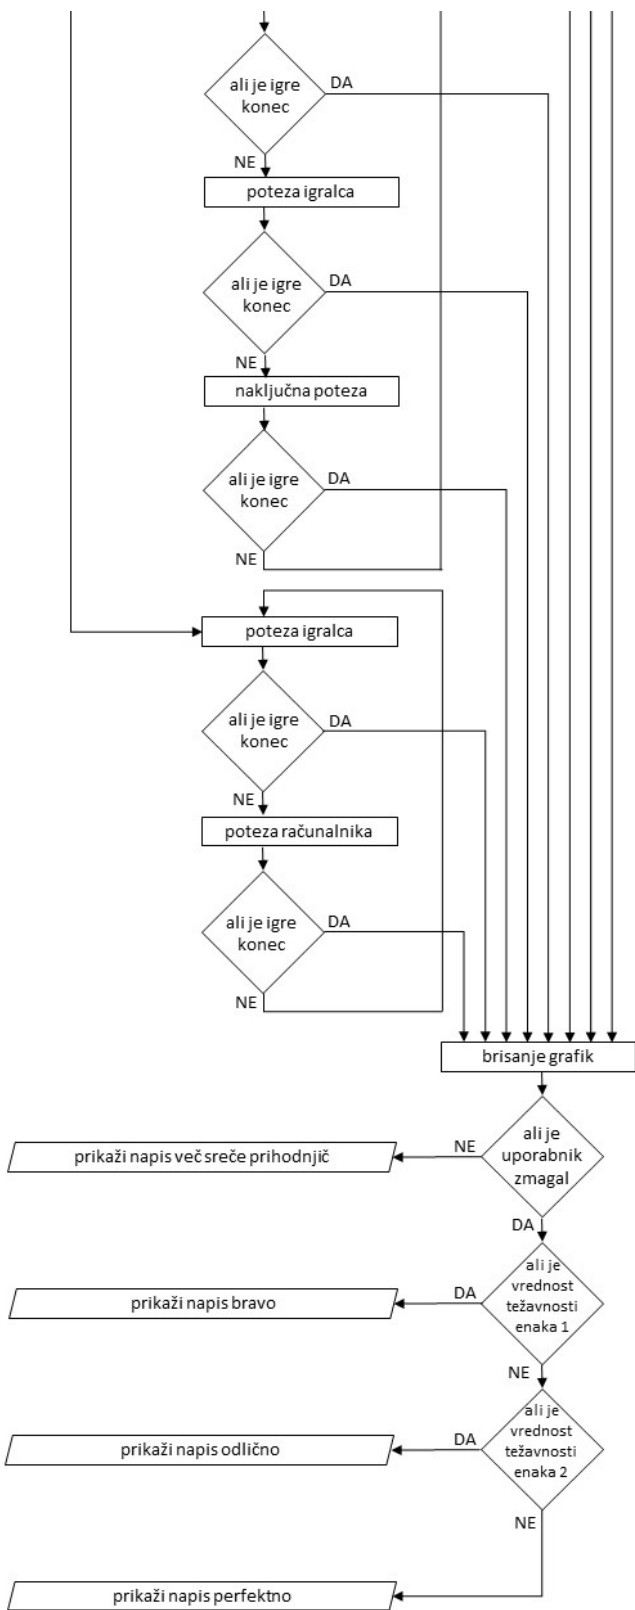 ali je igre
konec
DA
NE
poteza igralca
ali je igre
konec
DA
NE
naključna poteza
ali je igre
konec
DA
NE
poteza igralca
ali je igre
konec
DA
NE
poteza računalnika
ali je igre
konec
DA
NE
brisanje grafik
ali je
uporabnik
zmagal
NE
prikaži napis več sreče prihodnjič
DA
ali je
vrednost
težavnosti
enaka 1
DA
prikaži napis bravo
NE
ali je
vrednost
težavnosti
enaka 2
DA
prikaži napis odlično
NE
prikaži napis perfektno